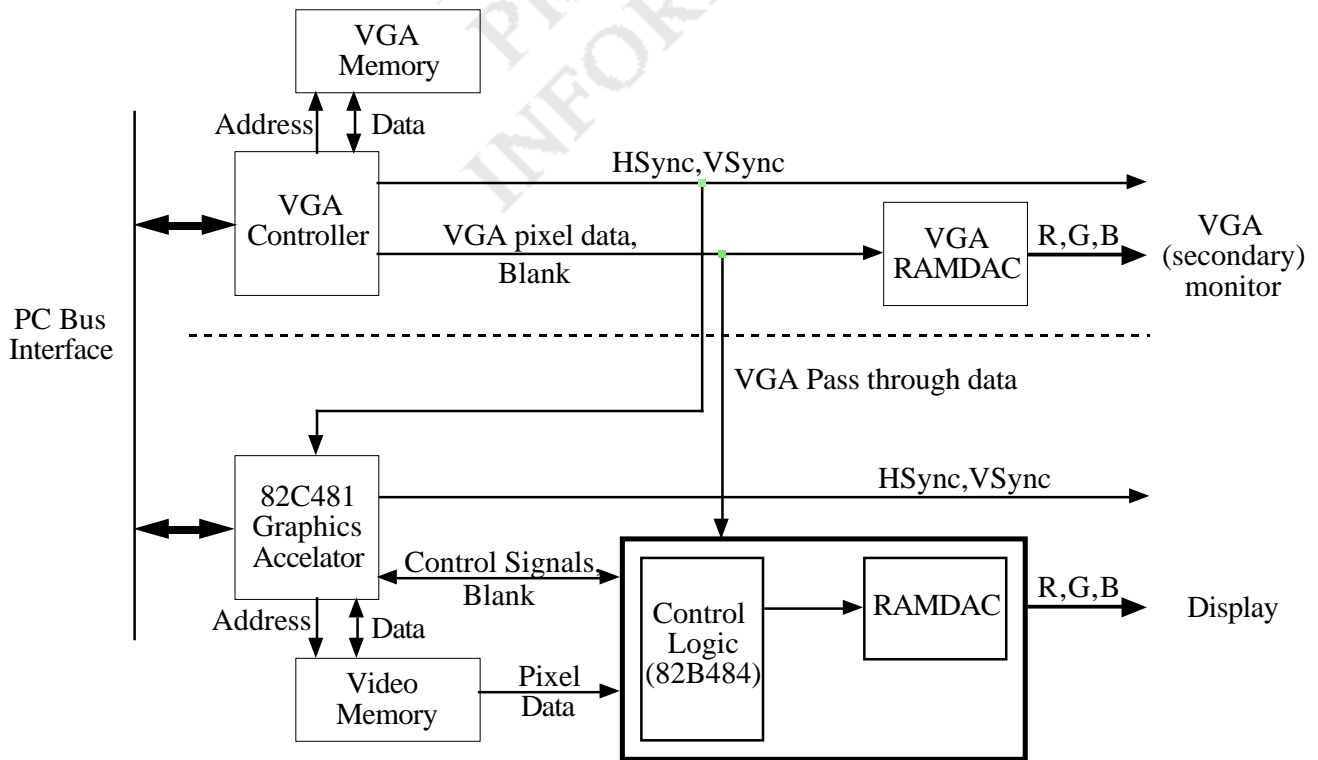 VGA
Memory
Address
Data
HSync,VSync
VGA
Controller
VGA pixel data,
Blank
VGA
RAMDAC
R,G,B
VGA
(secondary)
monitor
PC Bus
Interface
VGA Pass through data
82C481
Graphics
Accelator
HSync,VSync
Control Signals,
Blank
Control
Logic
(82B484)
RAMDAC
R,G,B
Display
Address
Data
Video
Memory
Pixel
Data